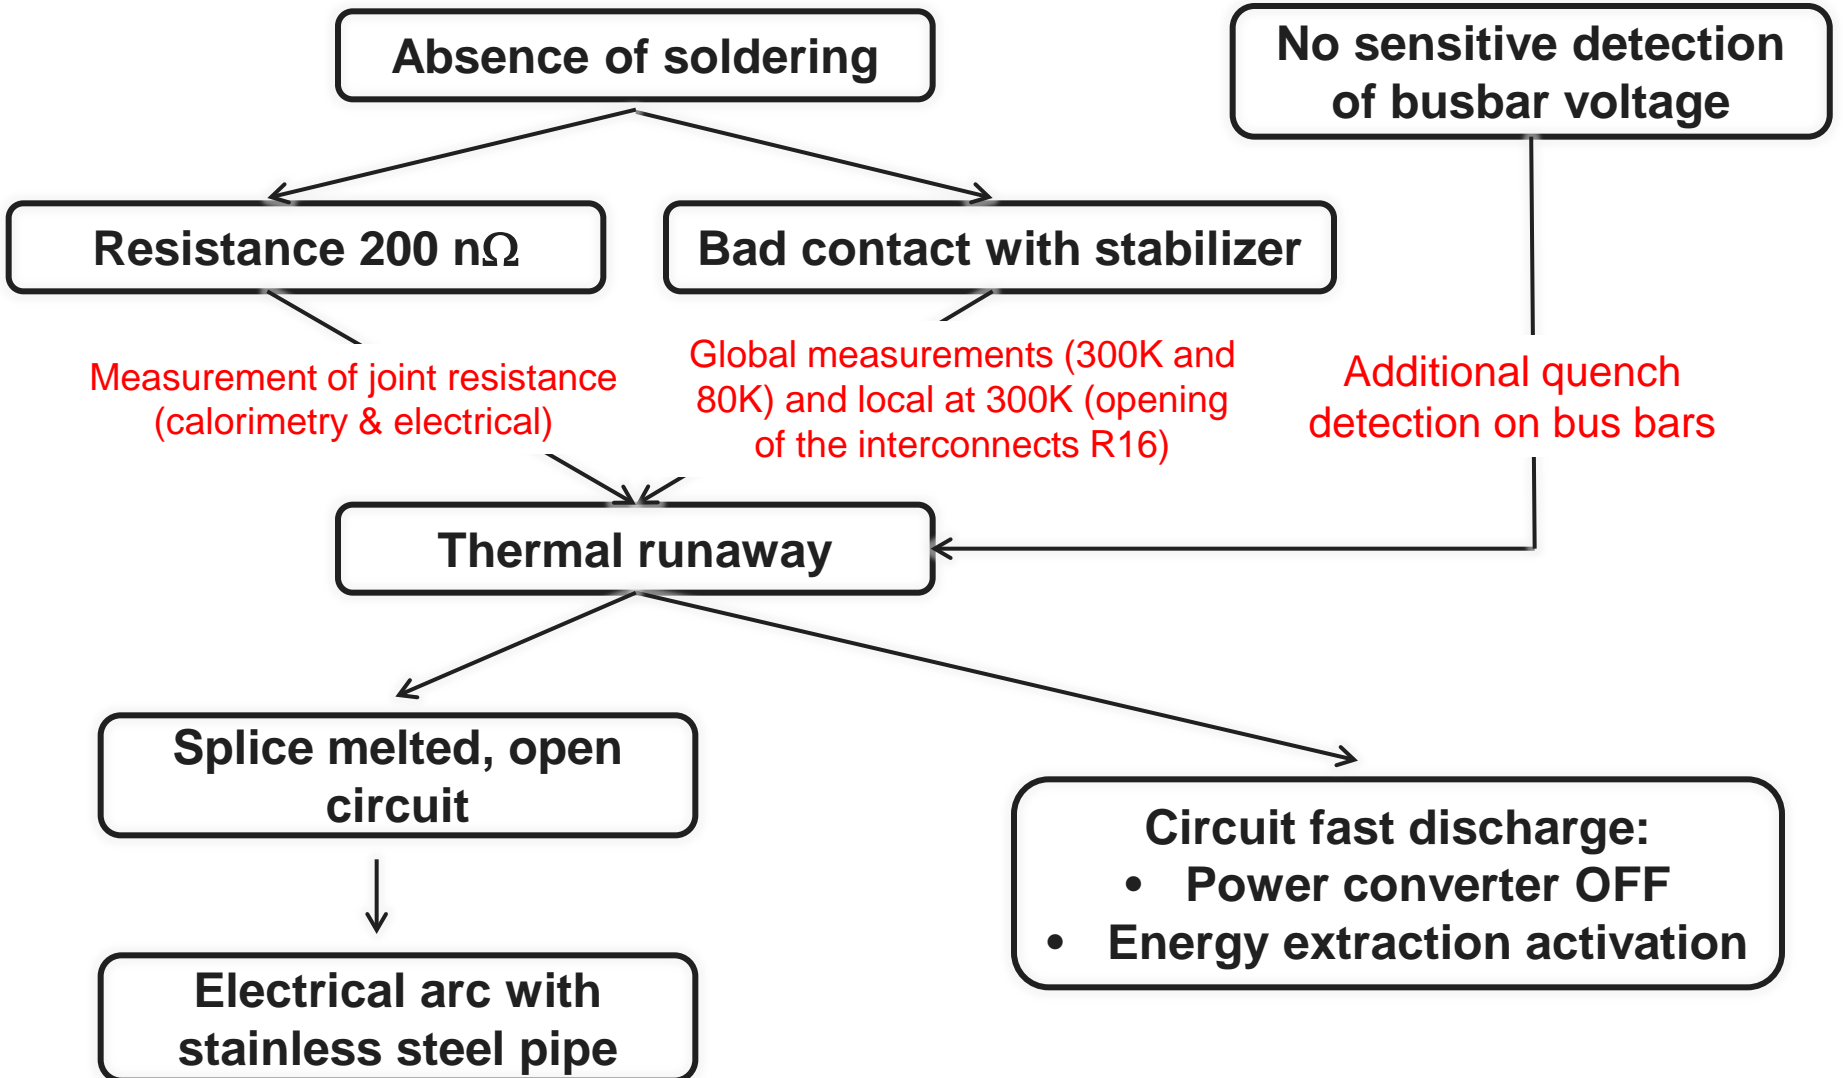 Absence of soldering
No sensitive detection
of busbar voltage
Resistance 200 nΩ
Bad contact with stabilizer
Measurement of joint resistance
(calorimetry & electrical)
Global measurements (300K and
80K) and local at 300K (opening
of the interconnects R16)
Additional quench
detection on bus bars
Thermal runaway
Splice melted, open
circuit
Circuit fast discharge:
• Power converter OFF
• Energy extraction activation
Electrical arc with
stainless steel pipe